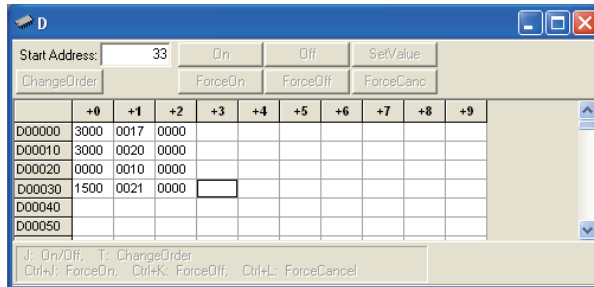 D
Start Address: 33 On Off SetValue
ChangeOrder ForceOn ForceOff ForceCanc
+0 +1 +2 +3 +4 +5 +6 +7 +8 +9
D00000 3000 0017 0000
D00010 3000 0020 0000
D00020 0000 0010 0000
D00030 1500 0021 0000
D00040
D00050
J: On/Off, T: ChangeOrder
Ctrl+J: ForceOn, Ctrl+K: ForceOff, Ctrl+L: ForceCancel